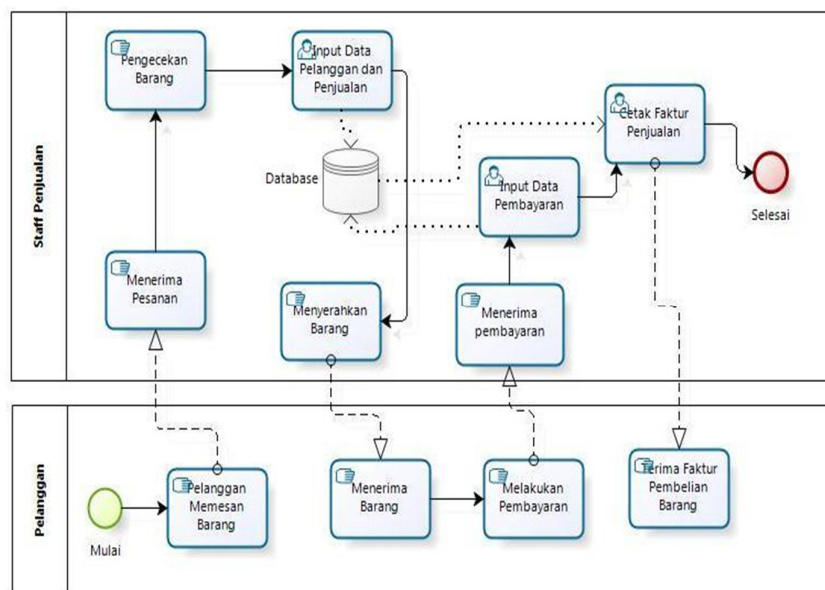 Staff Penjualan
Pengecekan
Barang
Input Data
Pelanggan dan
Penjualan
Cetak Faktur
Penjualan
Database
Input Data
Pembayaran
Selesai
Menerima
Pesanan
Menyerahkan
Barang
Menerima
pembayaran
Pelanggan
Mulai
Pelanggan
Memesan
Barang
Menerima
Barang
Melakukan
Pembayaran
Terima Faktur
Pembelian
Barang